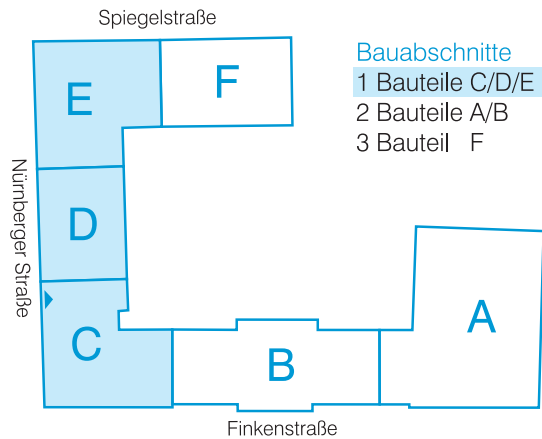 Spiegelstraße
Bauabschnitte
1 Bauteile C/D/E
2 Bauteile A/B
3 Bauteil F
E
F
Nürnberger Straße
D
C
B
A
Finkenstraße